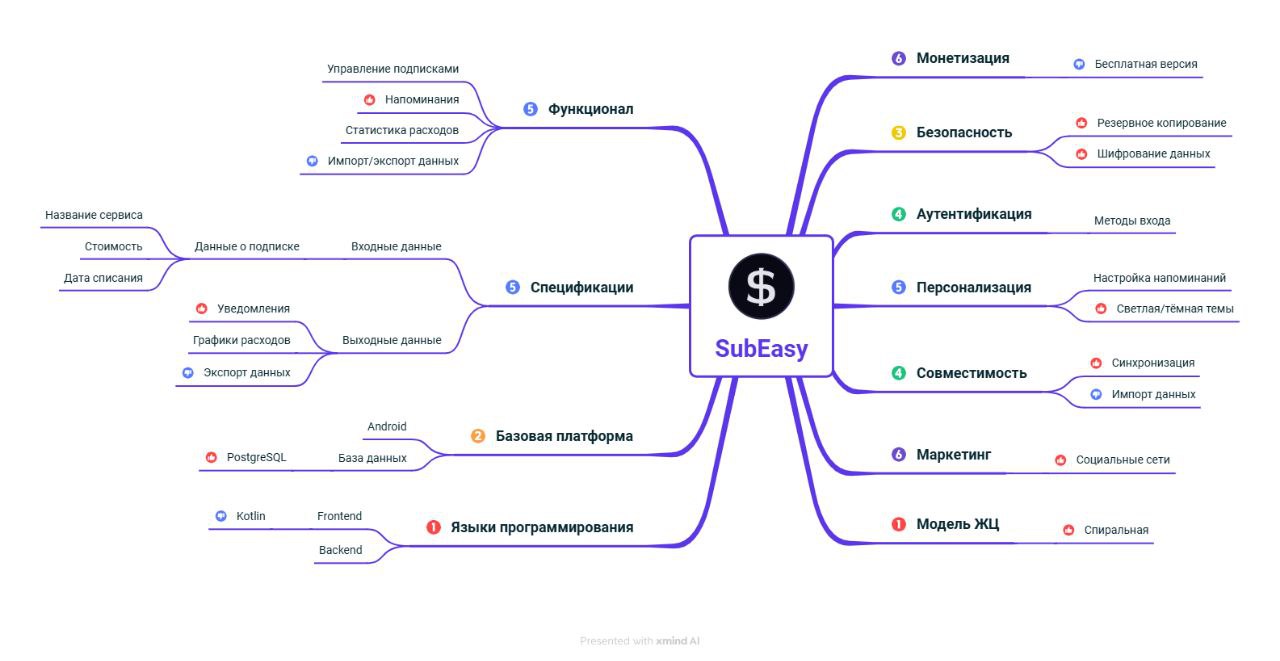 SubEasy
6 Монетизация
Бесплатная версия
3 Безопасность
Резервное копирование
Шифрование данных
4 Аутентификация
Методы входа
5 Персонализация
Настройка напоминаний
Светлая/тёмная темы
4 Совместимость
Синхронизация
Импорт данных
6 Маркетинг
Социальные сети
1 Модель ЖЦ
Спиральная
5 Функционал
Управление подписками
Напоминания
Статистика расходов
Импорт/экспорт данных
5 Спецификации
Входные данные
Данные о подписке
Название сервиса
Стоимость
Дата списания
Выходные данные
Уведомления
Графики расходов
Экспорт данных
2 Базовая платформа
Android
База данных
PostgreSQL
1 Языки программирования
Frontend
Kotlin
Backend
Presented with xmind AI
$